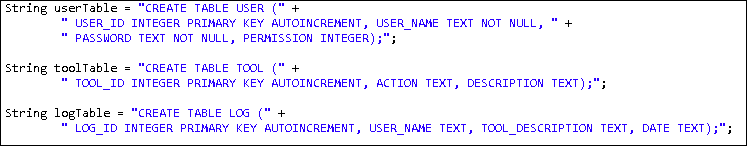 String userTable = "CREATE TABLE USER (" +
" USER_ID INTEGER PRIMARY KEY AUTOINCREMENT, USER_NAME TEXT NOT NULL, " +
" PASSWORD TEXT NOT NULL, PERMISSION INTEGER);";
String toolTable = "CREATE TABLE TOOL (" +
" TOOL_ID INTEGER PRIMARY KEY AUTOINCREMENT, ACTION TEXT, DESCRIPTION TEXT);";
String logTable = "CREATE TABLE LOG (" +
" LOG_ID INTEGER PRIMARY KEY AUTOINCREMENT, USER_NAME TEXT, TOOL_DESCRIPTION TEXT, DATE TEXT);";